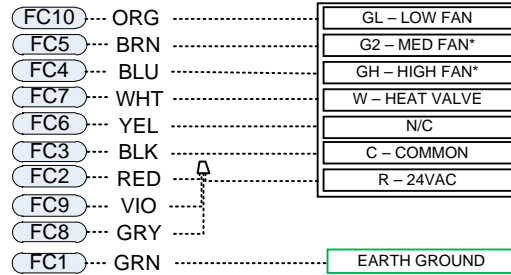 FC10 ORG GL – LOW FAN
FC5 BRN G2 – MED FAN*
FC4 BLU GH – HIGH FAN*
FC7 WHT W – HEAT VALVE
FC6 YEL N/C
FC3 BLK C – COMMON
FC2 RED R – 24VAC
FC9 VIO
FC8 GRY
FC1 GRN EARTH GROUND